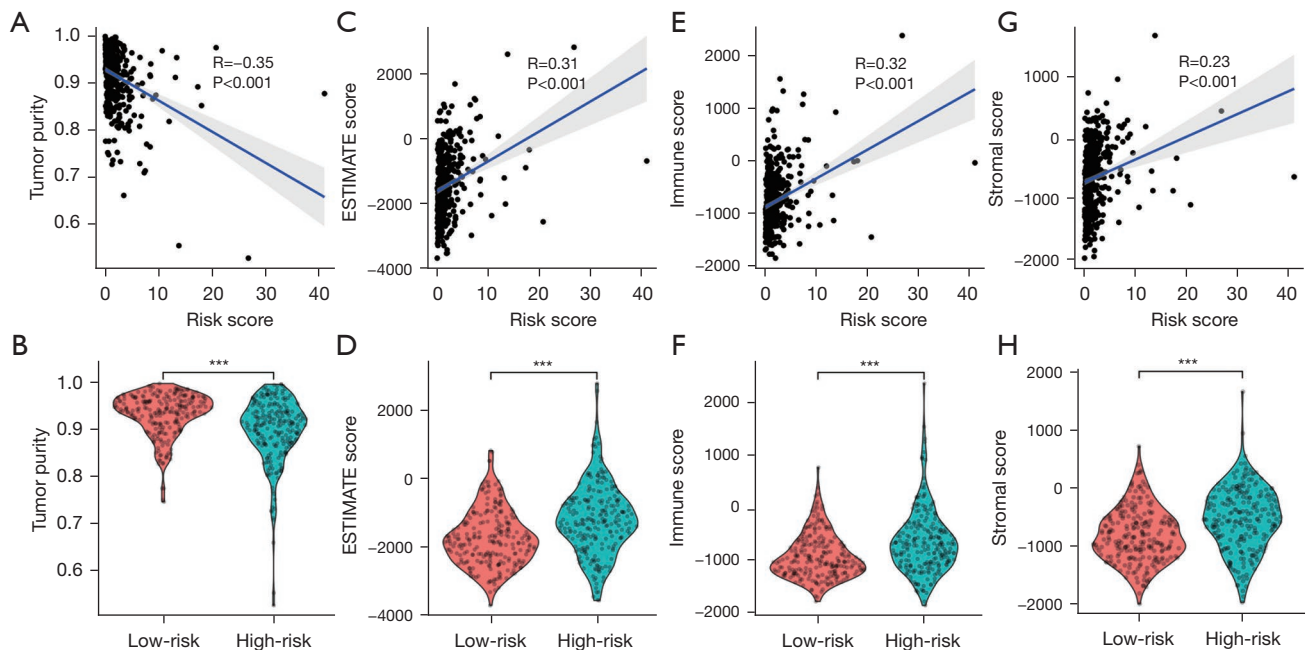 A
Tumor purity
1.0
0.9
0.8
0.7
0.6
R=−0.35
P<0.001
0 10 20 30 40
Risk score
C
ESTIMATE score
2000
0
−2000
−4000
R=0.31
P<0.001
0 10 20 30 40
Risk score
E
Immune score
2000
1000
0
−1000
−2000
R=0.32
P<0.001
0 10 20 30 40
Risk score
G
Stromal score
1000
0
−1000
−2000
R=0.23
P<0.001
0 10 20 30 40
Risk score
B
Tumor purity
1.0
0.9
0.8
0.7
0.6
***
Low-risk High-risk
D
ESTIMATE score
2000
0
−2000
−4000
***
Low-risk High-risk
F
Immune score
2000
1000
0
−1000
−2000
***
Low-risk High-risk
H
Stromal score
2000
1000
0
−1000
−2000
***
Low-risk High-risk